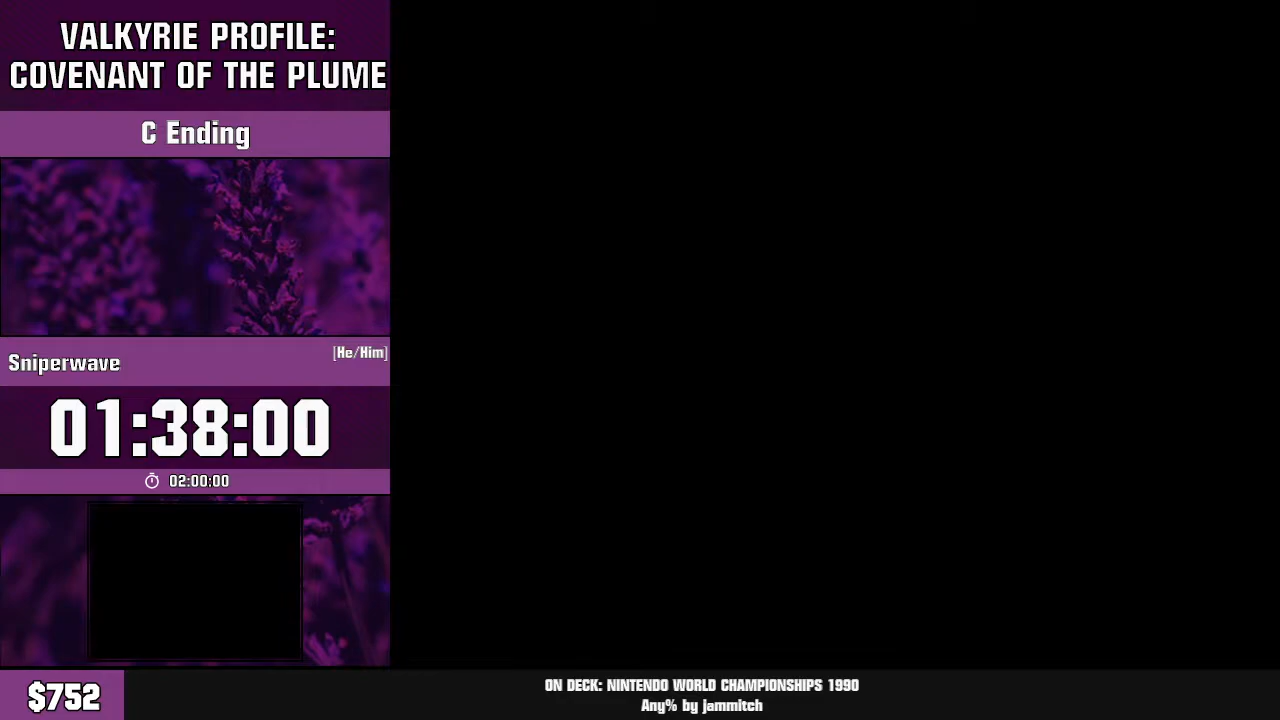 VALKYRIE PROFILE:
COVENANT OF THE PLUME
C Ending
Sniperwave
[He/Him]
01:38:00
02:00:00
$752
ON DECK: NINTENDO WORLD CHAMPIONSHIPS 1990
Any% by jammitch